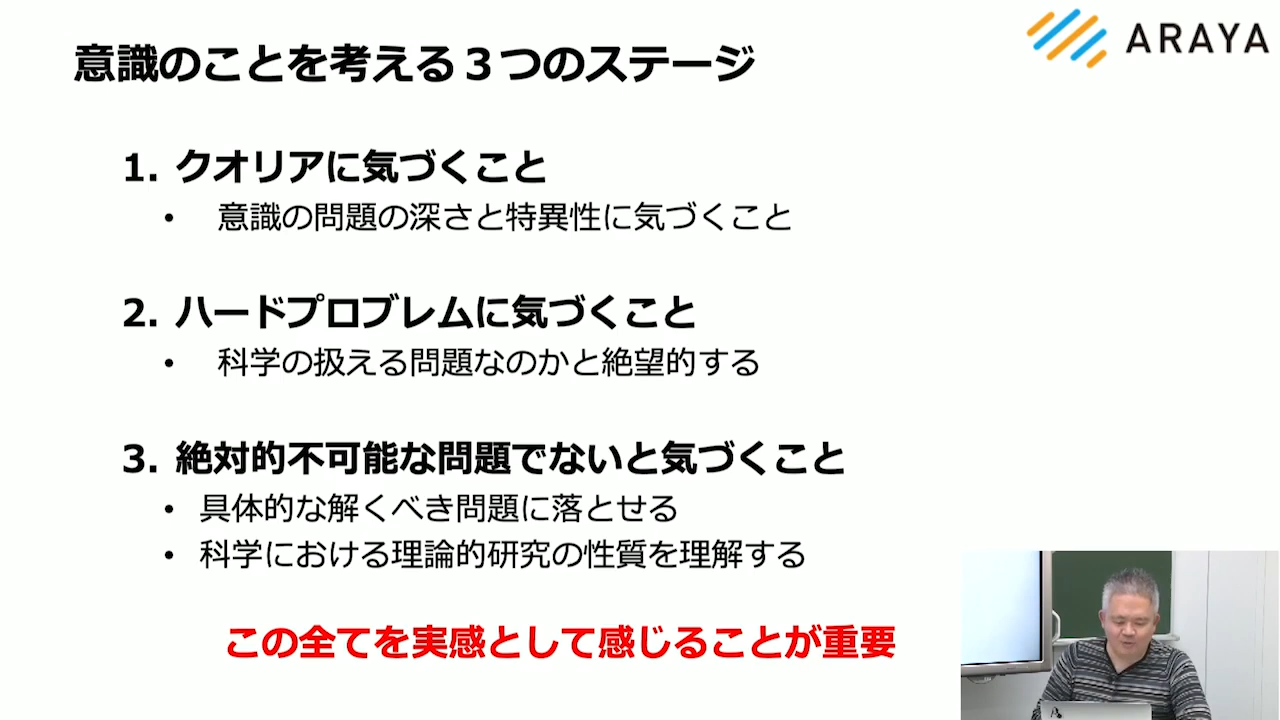 意識のことを考える３つのステージ
ARAYA
1. クオリアに気づくこと
• 意識の問題の深さと特異性に気づくこと
2. ハードプロブレムに気づくこと
• 科学の扱える問題なのかと絶望的する
3. 絶対的不可能な問題でないと気づくこと
• 具体的な解くべき問題に落とせる
• 科学における理論的研究の性質を理解する
この全てを実感として感じることが重要